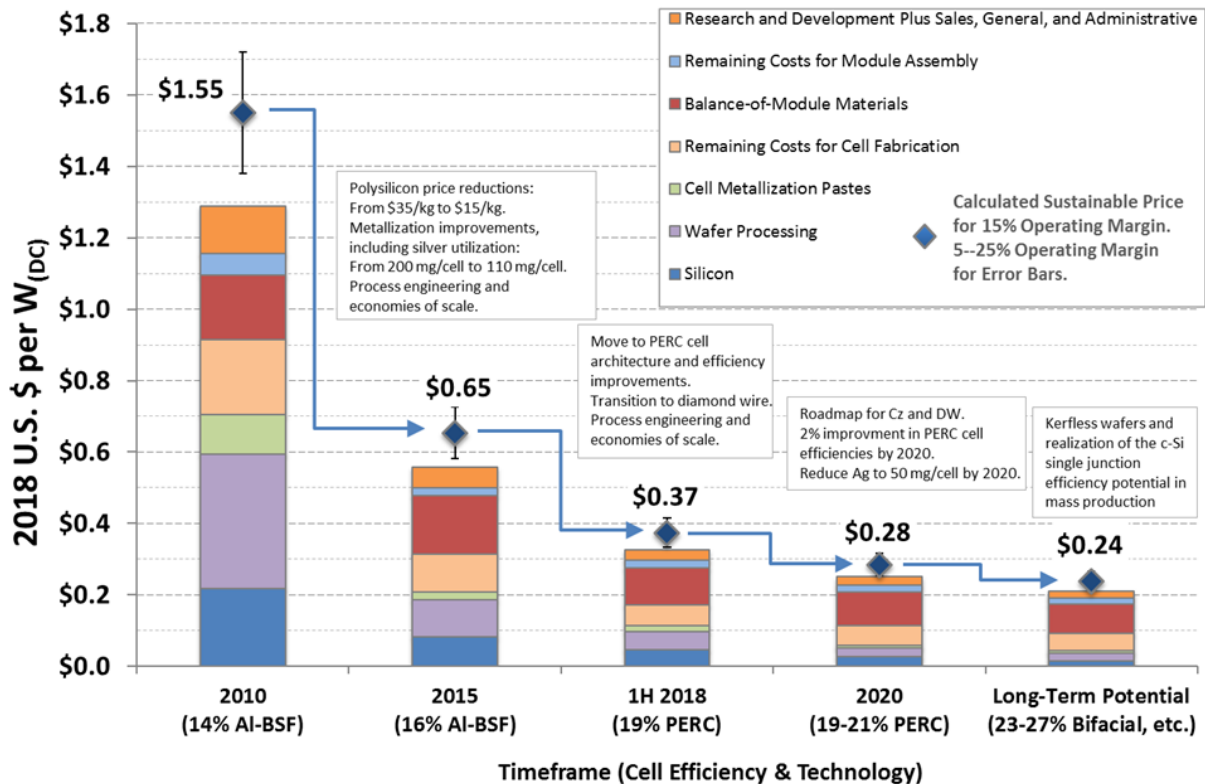 2018 U.S. $ per W(DC)
$1.8
$1.6
$1.4
$1.2
$1.0
$0.8
$0.6
$0.4
$0.2
$0.0
$1.55
$0.65
$0.37
$0.28
$0.24
Research and Development Plus Sales, General, and Administrative
Remaining Costs for Module Assembly
Balance-of-Module Materials
Remaining Costs for Cell Fabrication
Cell Metallization Pastes
Wafer Processing
Silicon
Calculated Sustainable Price
for 15% Operating Margin.
5--25% Operating Margin
for Error Bars.
Polysilicon price reductions:
From $35/kg to $15/kg.
Metallization improvements,
including silver utilization:
From 200 mg/cell to 110 mg/cell.
Process engineering and
economies of scale.
Move to PERC cell
architecture and efficiency
improvements.
Transition to diamond wire.
Process engineering and
economies of scale.
Roadmap for Cz and DW.
2% improvment in PERC cell
efficiencies by 2020.
Reduce Ag to 50 mg/cell by 2020.
Kerfless wafers and
realization of the c-Si
single junction
efficiency potential in
mass production
2010
(14% Al-BSF)
2015
(16% Al-BSF)
1H 2018
(19% PERC)
2020
(19-21% PERC)
Long-Term Potential
(23-27% Bifacial, etc.)
Timeframe (Cell Efficiency & Technology)